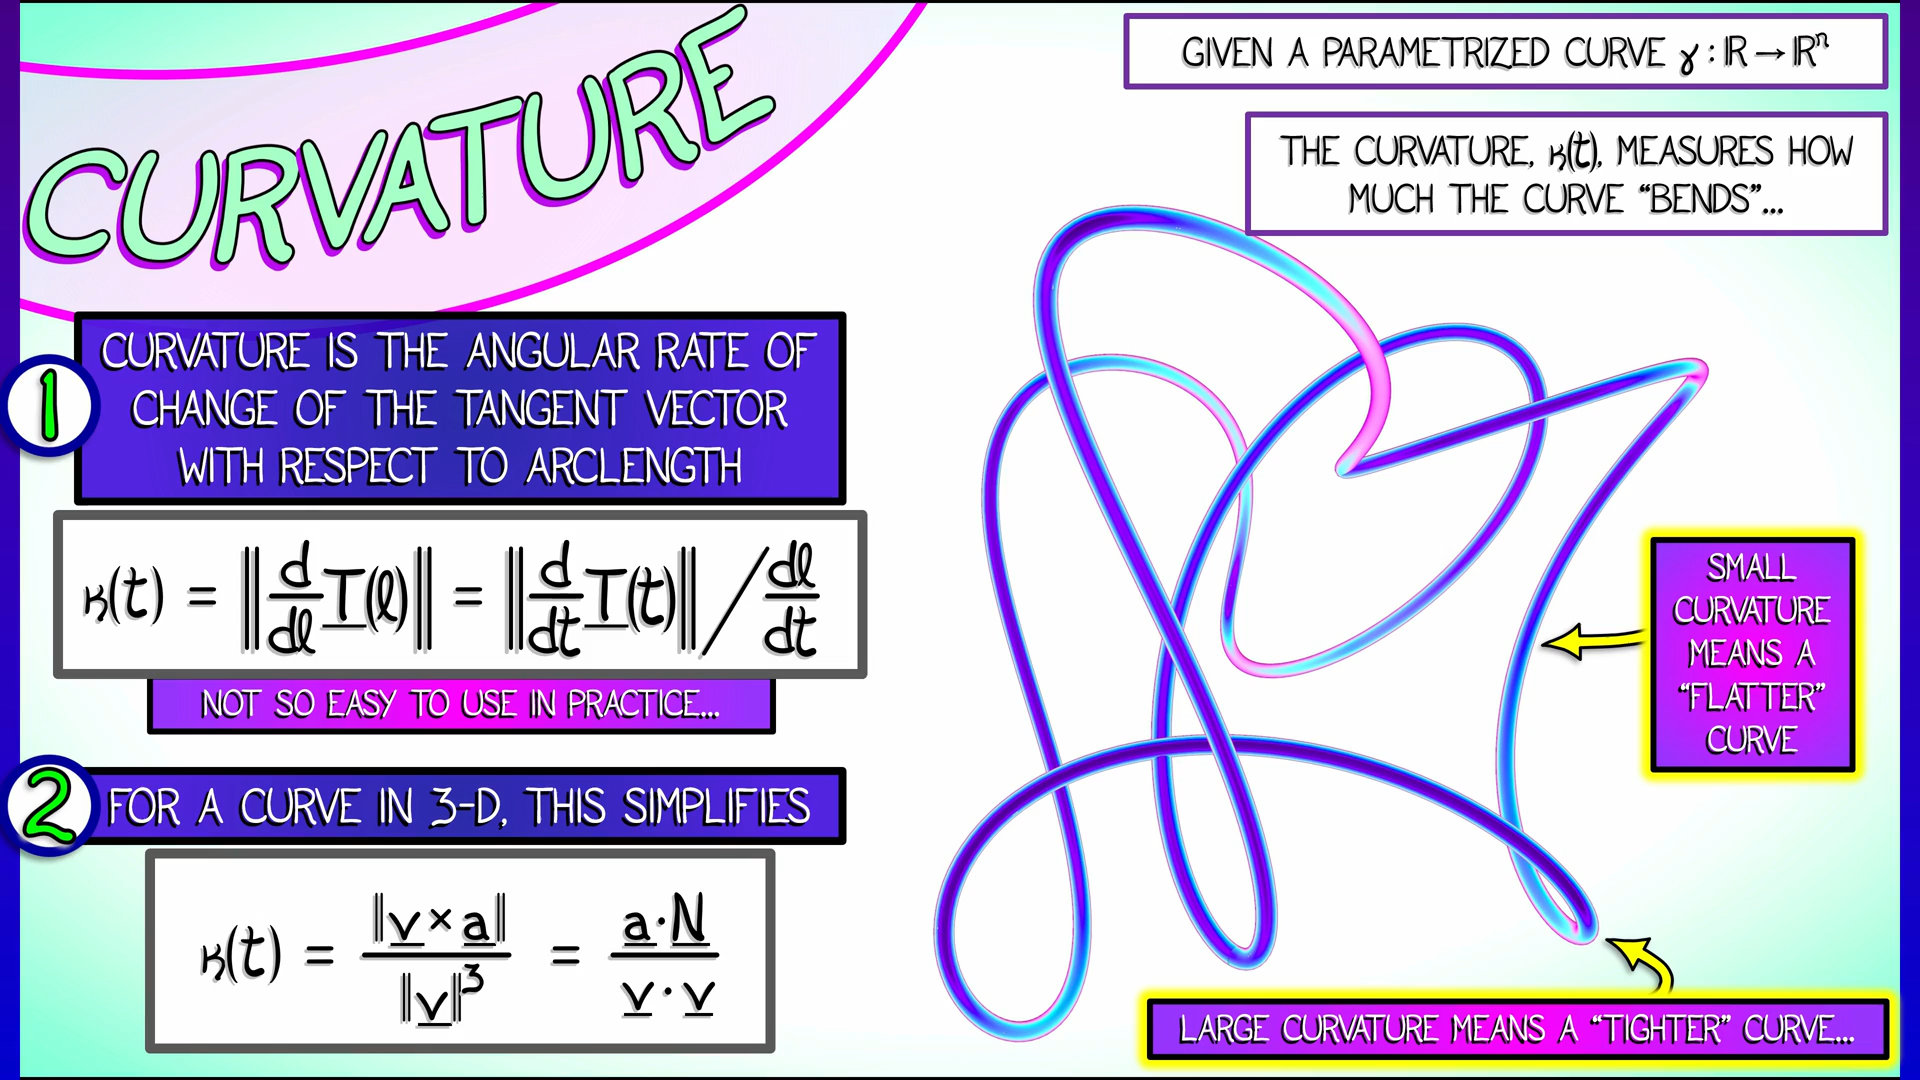 CURVATURE
GIVEN A PARAMETRIZED CURVE γ : ℝ → ℝⁿ
THE CURVATURE, κ(t), MEASURES HOW
MUCH THE CURVE “BENDS”...
1
CURVATURE IS THE ANGULAR RATE OF
CHANGE OF THE TANGENT VECTOR
WITH RESPECT TO ARCLENGTH
κ(t) = ‖d/dℓ T(ℓ)‖ = ‖d/dt T(t)‖ / dℓ/dt
NOT SO EASY TO USE IN PRACTICE...
2
FOR A CURVE IN 3-D, THIS SIMPLIFIES
κ(t) = ‖v × a‖ / ‖v‖³ = a · N / v · v
SMALL
CURVATURE
MEANS A
“FLATTER”
CURVE
LARGE CURVATURE MEANS A “TIGHTER” CURVE...